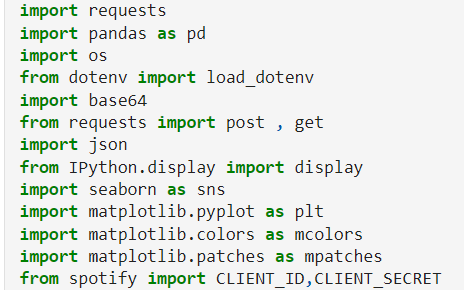 import requests
import pandas as pd
import os
from dotenv import load_dotenv
import base64
from requests import post , get
import json
from IPython.display import display
import seaborn as sns
import matplotlib.pyplot as plt
import matplotlib.colors as mcolors
import matplotlib.patches as mpatches
from spotify import CLIENT_ID,CLIENT_SECRET